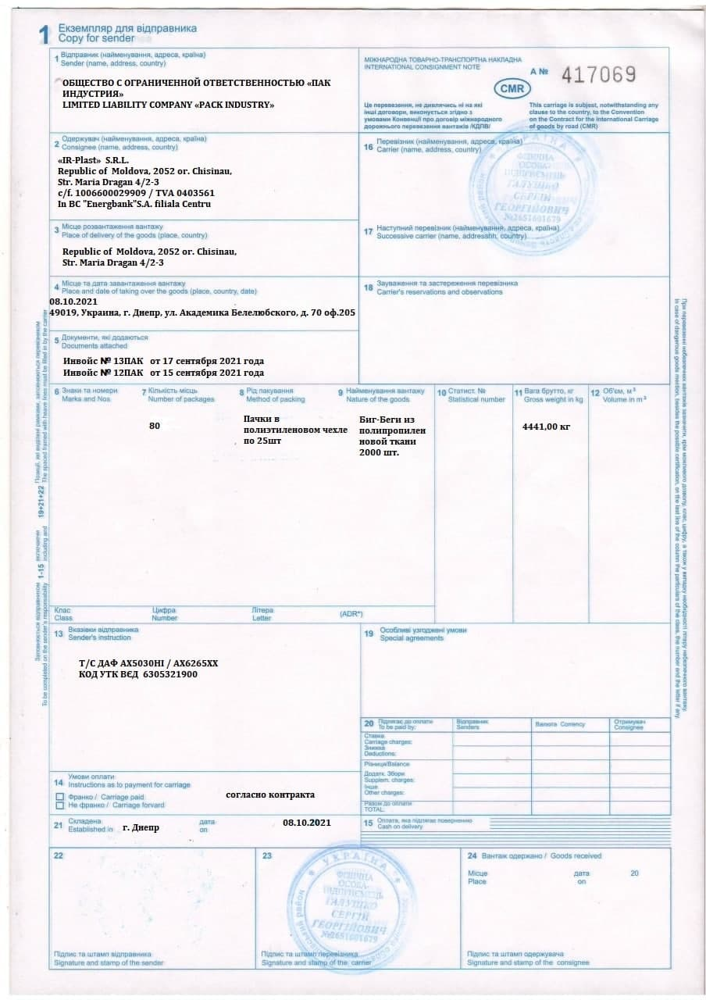 1
Екземпляр для відправника
Copy for sender
1 Відправник (найменування, адреса, країна)
Sender (name, address, country)
ОБЩЕСТВО С ОГРАНИЧЕННОЙ ОТВЕТСТВЕННОСТЬЮ «ПАК
ИНДУСТРИЯ»
LIMITED LIABILITY COMPANY «PACK INDUSTRY»
МІЖНАРОДНА ТОВАРНО-ТРАНСПОРТНА НАКЛАДНА
INTERNATIONAL CONSIGNMENT NOTE
A № 417069
CMR
Це перевезення, не дивлячись ні на які
інші договори, виконується згідно з
умовами Конвенції про договір міжнародного
дорожнього перевезення вантажів /КДПВ/
This carriage is subjest, notwithstanding any
clause to the country, to the Convention
on the Contract for the International Carriage
of goods by road (CMR)
2 Одержувач (найменування, адреса, країна)
Consignee (name, address, country)
«IR-Plast» S.R.L.
Republic of Moldova, 2052 or. Chisinau,
Str. Maria Dragan 4/2-3
c/f. 1006600029909 / TVA 0403561
In BC "Energbank"S.A. filiala Centru
16 Перевізник (найменування, адреса, країна)
Carrier (name, address, country)
УКРАЇНА
ФІЗИЧНА
ОСОБА-
ПІДПРИЄМЕЦЬ
ГАЛУШКО
СЕРГІЙ
ГЕОРГІЙОВИЧ
№2651601679
3 Місце розвантаження вантажу
Place of delivery of the goods (place, country)
Republic of Moldova, 2052 or. Chisinau,
Str. Maria Dragan 4/2-3
17 Наступний перевізник (найменування, адреса, країна)
Successive carrier (name, addresshh, country)
4 Місце та дата завантаження вантажу
Place and date of taking over the goods (place, country, date)
08.10.2021
49019, Украина, г. Днепр, ул. Академика Белелюбского, д. 70 оф.205
18 Зауваження та застереження перевізника
Carrier's reservations and observations
5 Документи, які додаються
Documents attached
Инвойс № 13ПАК от 17 сентября 2021 года
Инвойс № 12ПАК от 15 сентября 2021 года
6 Знаки та номери
Marks and Nos
7 Кількість місць
Number of packages
8 Рід пакування
Method of packing
9 Найменування вантажу
Nature of the goods
10 Статист. №
Statistical number
11 Вага брутто, кг
Gross weight in kg
12 Об'єм, м³
Volume in m³
80
Пачки в
полиэтиленовом чехле
по 25шт
Биг-Беги из
полипропилен
новой ткани
2000 шт.
4441,00 кг
Клас
Class
Цифра
Number
Літера
Letter
(ADR*)
13 Вказівки відправника
Sender's instruction
Т/С ДАФ АХ5030НІ / АХ6265ХХ
КОД УТК ВЄД 6305321900
19 Особливі узгоджені умови
Special agreements
20 Підлягає до оплати
To be paid by:
Відправник
Senders
Валюта Currency
Отримувач
Consignee
Ставка
Carriage charges:
Знижка
Deductions:
Різниця/Balance
Додатк. Збори
Supplem. charges:
Інше
Other charges:
Разом до оплати
TOTAL:
14 Умови оплати
Instructions as to payment for carriage
Франко / Carriage paid
Не франко / Carriage forvard
согласно контракта
21 Складена
Established in
г. Днепр
дата
on
08.10.2021
15 Оплата, яка підлягає поверненню
Cash on delivery
22
Підпис та штамп відправника
Signature and stamp of the sender
23
УКРАЇНА
ФІЗИЧНА
ОСОБА-
ПІДПРИЄМЕЦЬ
ГАЛУШКО
СЕРГІЙ
ГЕОРГІЙОВИЧ
№2651601679
Підпис та штамп перевізника
Signature and stamp of the carrier
24 Вантаж одержано / Goods received
Місце
Place
дата
on
20
Підпис та штамп одержувача
Signature and stamp of the consignee
Заповнюється відправником 1-15 включаючи 19+21+22 Позиції, які виділені рамками, заповнюються перевізником
To be completed on the sender's responsability including and The spaced framed with heave lines must be filled in by the carrier
При перевезенні небезпечних вантажів зазначити, крім можливого дозволу, клас, цифру, а також у випадку необхідності літеру небезпечного вантажу.
In case of dangerous goods mention, besides the possible certification, on the last line of the column the particulars of the class, the number and the letter if any.